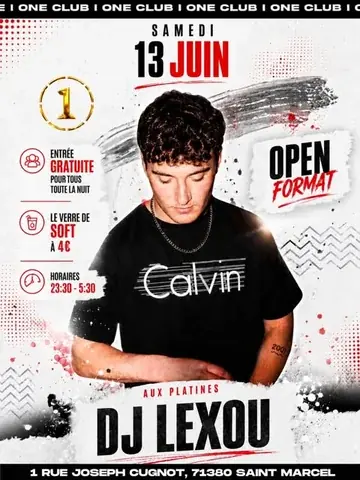 E I ONE CLUB I ONE CLUB I ONE CLUB I ONE CLUB I O
SAMEDI
13 JUIN
1
ENTRÉE
GRATUITE
POUR TOUS
TOUTE LA NUIT
OPEN
FORMAT
LE VERRE DE
SOFT
À 4€
HORAIRES
23:30 - 5:30
Calvin
AUX PLATINES
DJ LEXOU
1 RUE JOSEPH CUGNOT, 71380 SAINT MARCEL